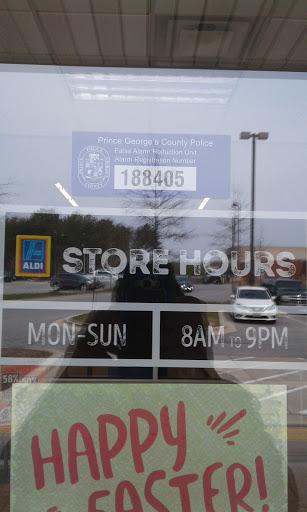 Prince George's County Police
False Alarm Reduction Unit
Alarm Registration Number
188405
ALDI
STORE HOURS
MON-SUN
8AM TO 9PM
58%
HAPPY
EASTER!